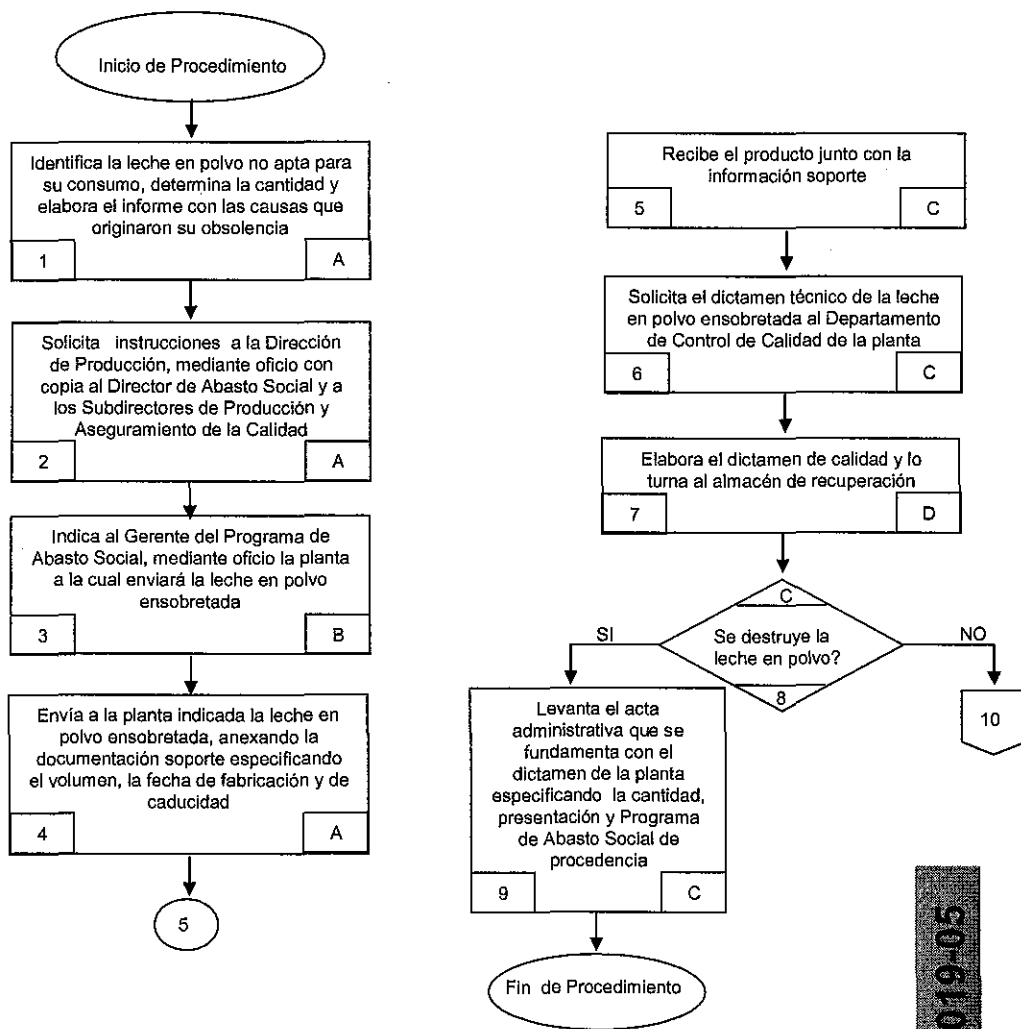 Inicio de Procedimiento
Identifica la leche en polvo no apta para
su consumo, determina la cantidad y
elabora el informe con las causas que
originaron su obsolencia
1
A
Solicita instrucciones a la Dirección
de Producción, mediante oficio con
copia al Director de Abasto Social y a
los Subdirectores de Producción y
Aseguramiento de la Calidad
2
A
Indica al Gerente del Programa de
Abasto Social, mediante oficio la planta
a la cual enviará la leche en polvo
ensobretada
3
B
Envía a la planta indicada la leche en
polvo ensobretada, anexando la
documentación soporte especificando
el volumen, la fecha de fabricación y de
caducidad
4
A
5
Recibe el producto junto con la
información soporte
5
C
Solicita el dictamen técnico de la leche
en polvo ensobretada al Departamento
de Control de Calidad de la planta
6
C
Elabora el dictamen de calidad y lo
turna al almacén de recuperación
7
D
C
Se destruye la
leche en polvo?
8
SI
NO
10
Levanta el acta
administrativa que se
fundamenta con el
dictamen de la planta
especificando la cantidad,
presentación y Programa
de Abasto Social de
procedencia
9
C
Fin de Procedimiento
019-05